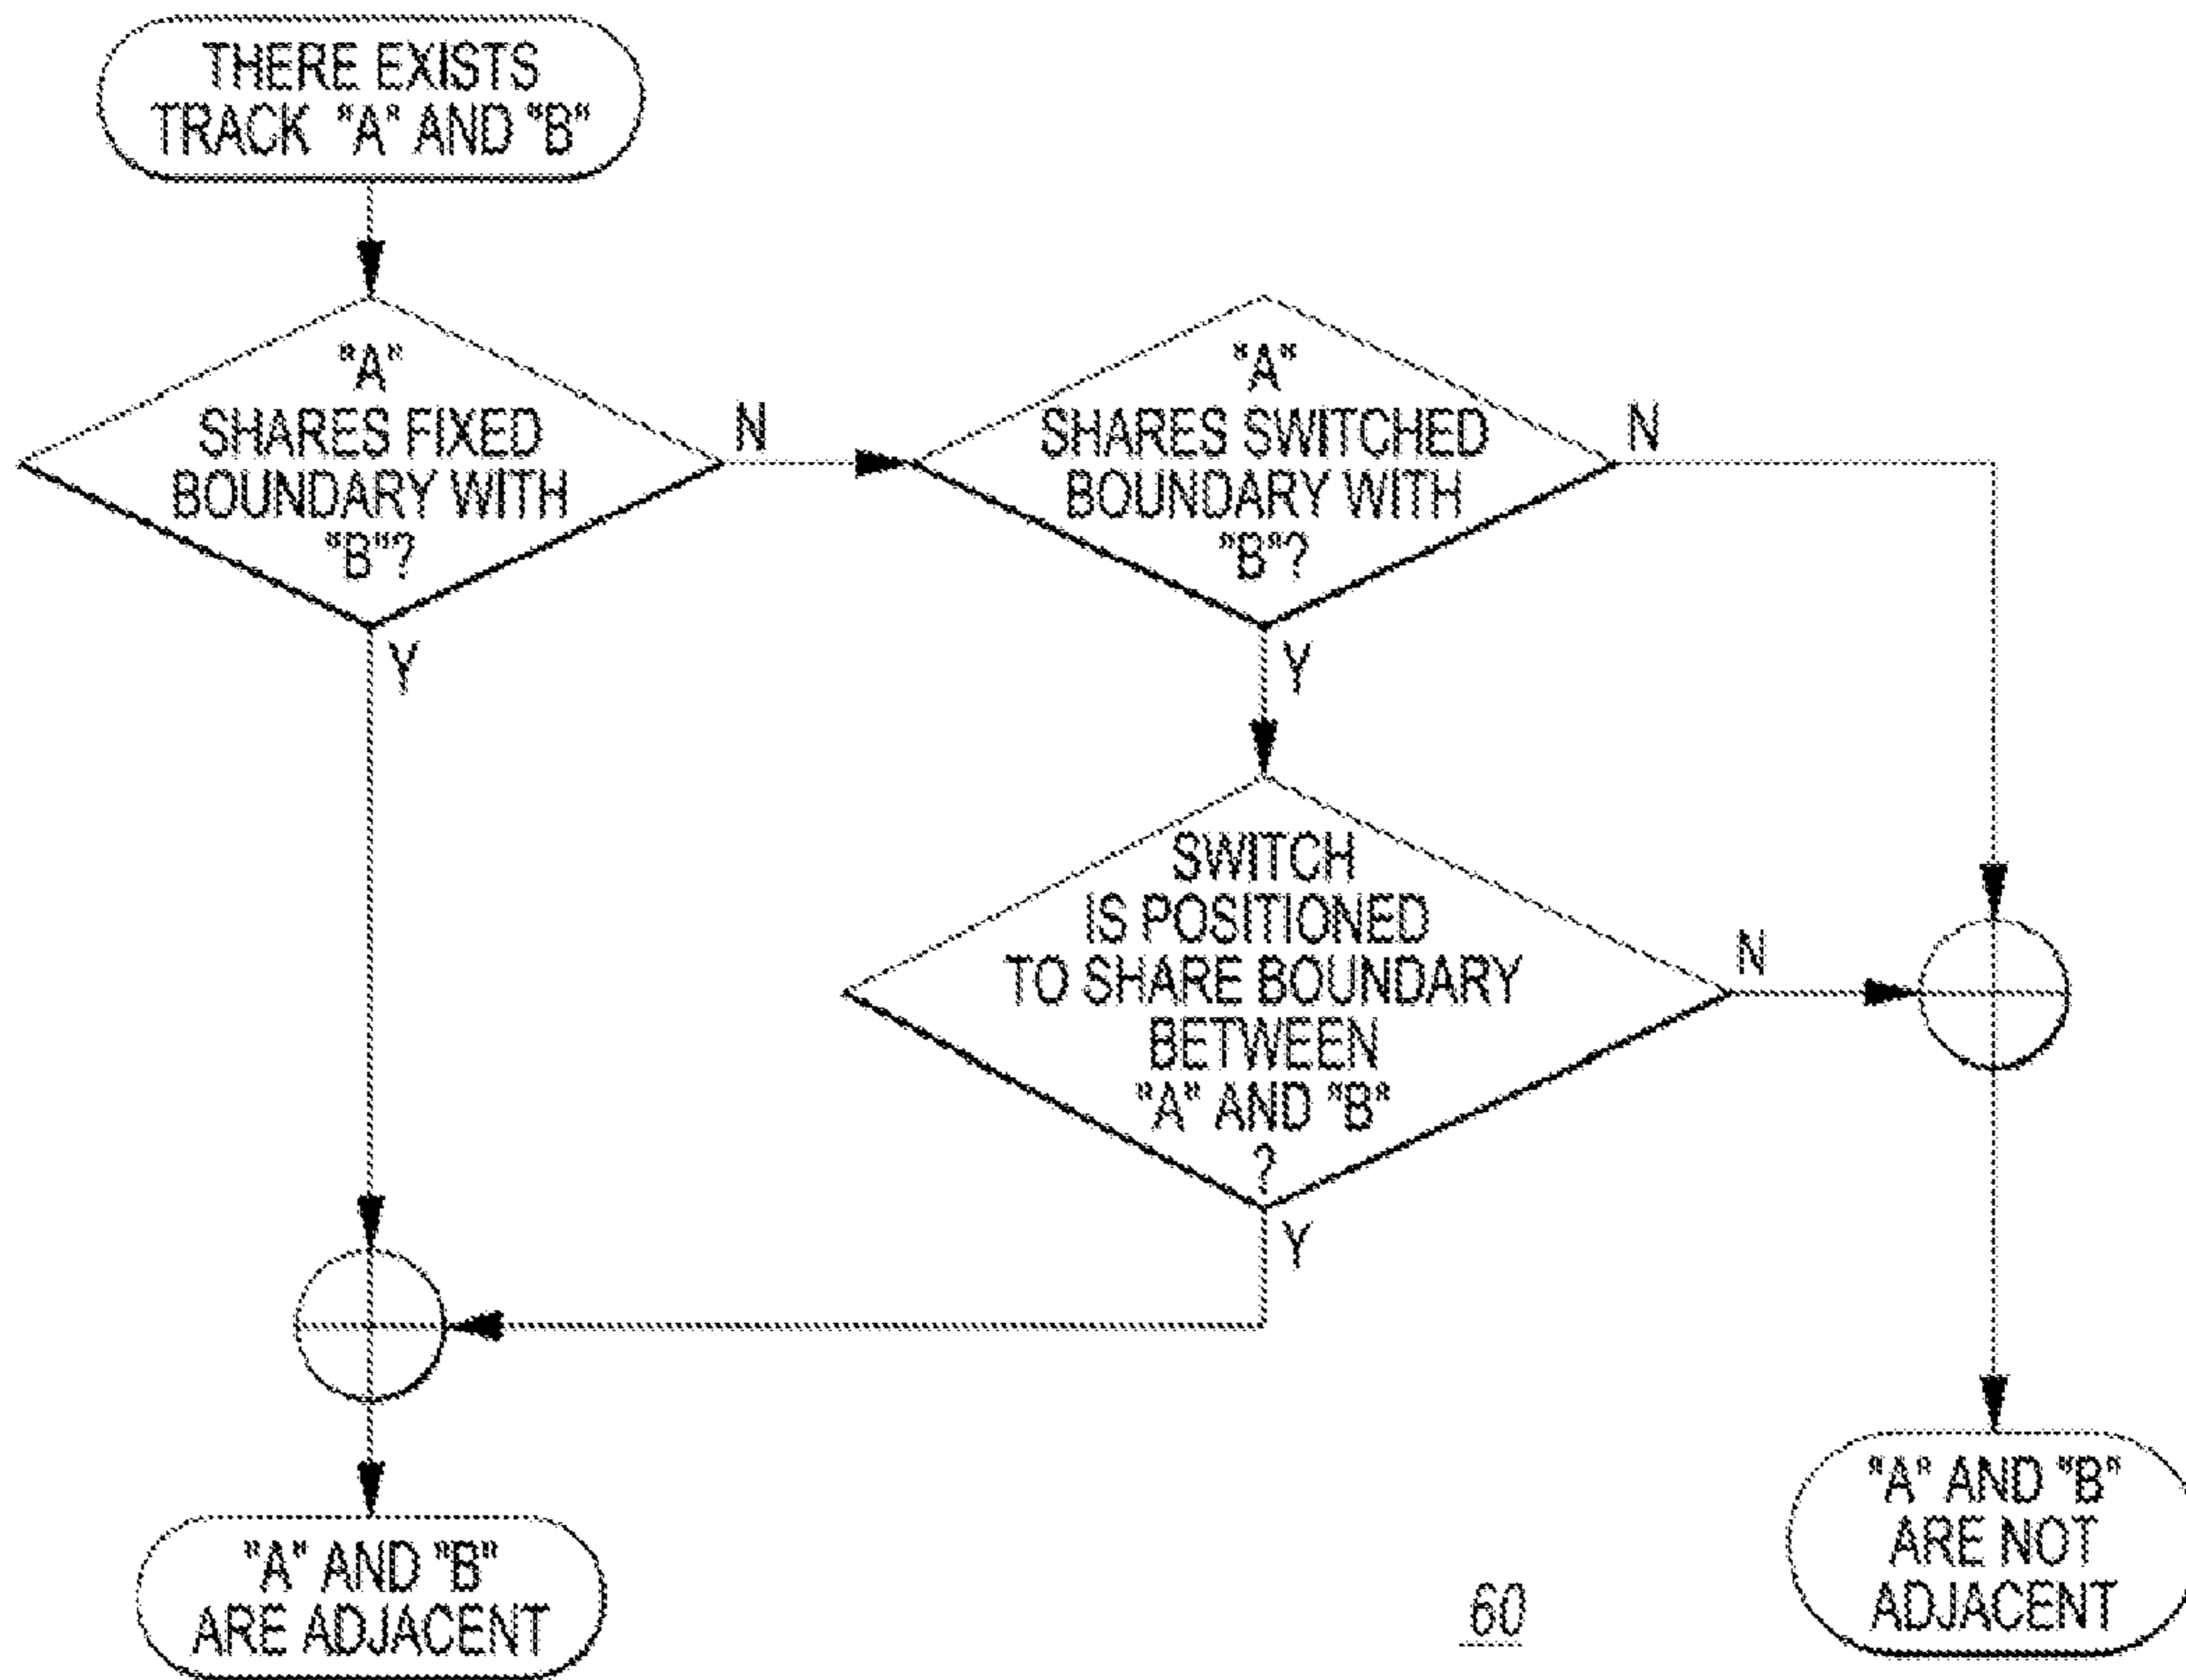 THERE EXISTS
TRACK "A" AND "B"
"A"
SHARES FIXED
BOUNDARY WITH
"B"?
N
Y
"A"
SHARES SWITCHED
BOUNDARY WITH
"B"?
N
Y
SWITCH
IS POSITIONED
TO SHARE BOUNDARY
BETWEEN
"A" AND "B"
?
N
Y
"A" AND "B"
ARE ADJACENT
60
"A" AND "B"
ARE NOT
ADJACENT